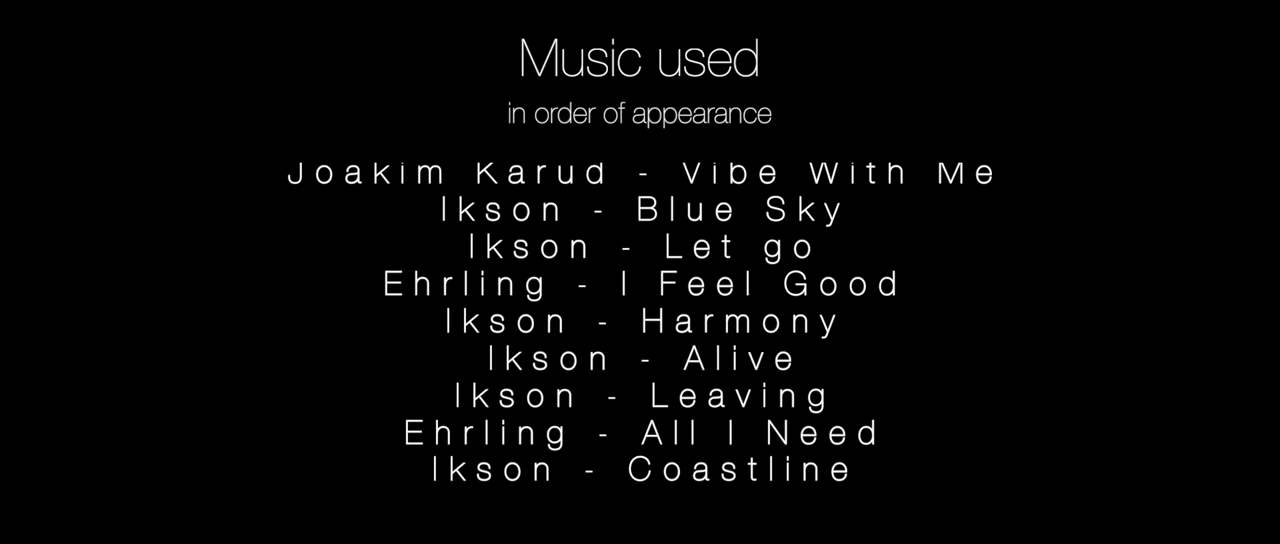 Music used
in order of appearance
Joakim Karud - Vibe With Me
Ikson - Blue Sky
Ikson - Let go
Ehrling - I Feel Good
Ikson - Harmony
Ikson - Alive
Ikson - Leaving
Ehrling - All I Need
Ikson - Coastline